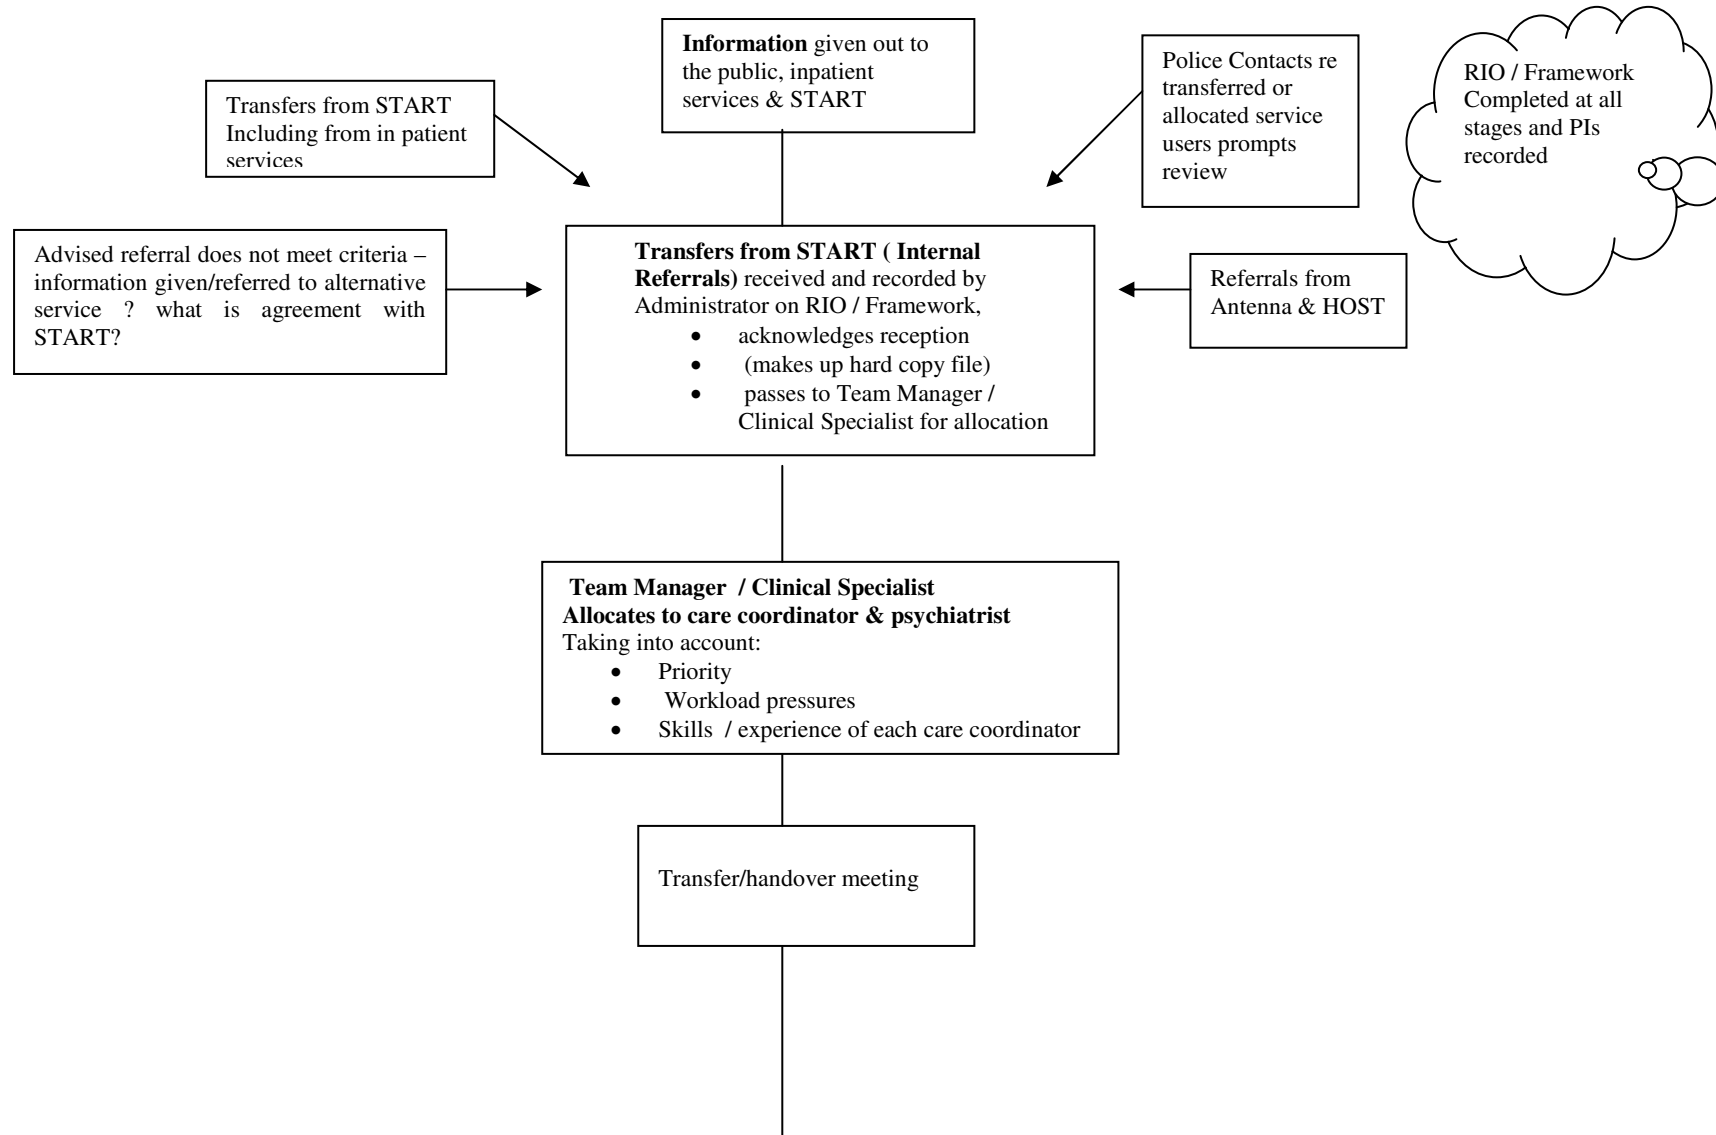 Information given out to
the public, inpatient
services & START
Police Contacts re
transferred or
allocated service
users prompts
review
RIO / Framework
Completed at all
stages and PIs
recorded
Transfers from START
Including from in patient
services
Advised referral does not meet criteria –
information given/referred to alternative
service ? what is agreement with
START?
Transfers from START ( Internal
Referrals) received and recorded by
Administrator on RIO / Framework,
• acknowledges reception
• (makes up hard copy file)
• passes to Team Manager /
Clinical Specialist for allocation
Referrals from
Antenna & HOST
Team Manager / Clinical Specialist
Allocates to care coordinator & psychiatrist
Taking into account:
• Priority
• Workload pressures
• Skills / experience of each care coordinator
Transfer/handover meeting